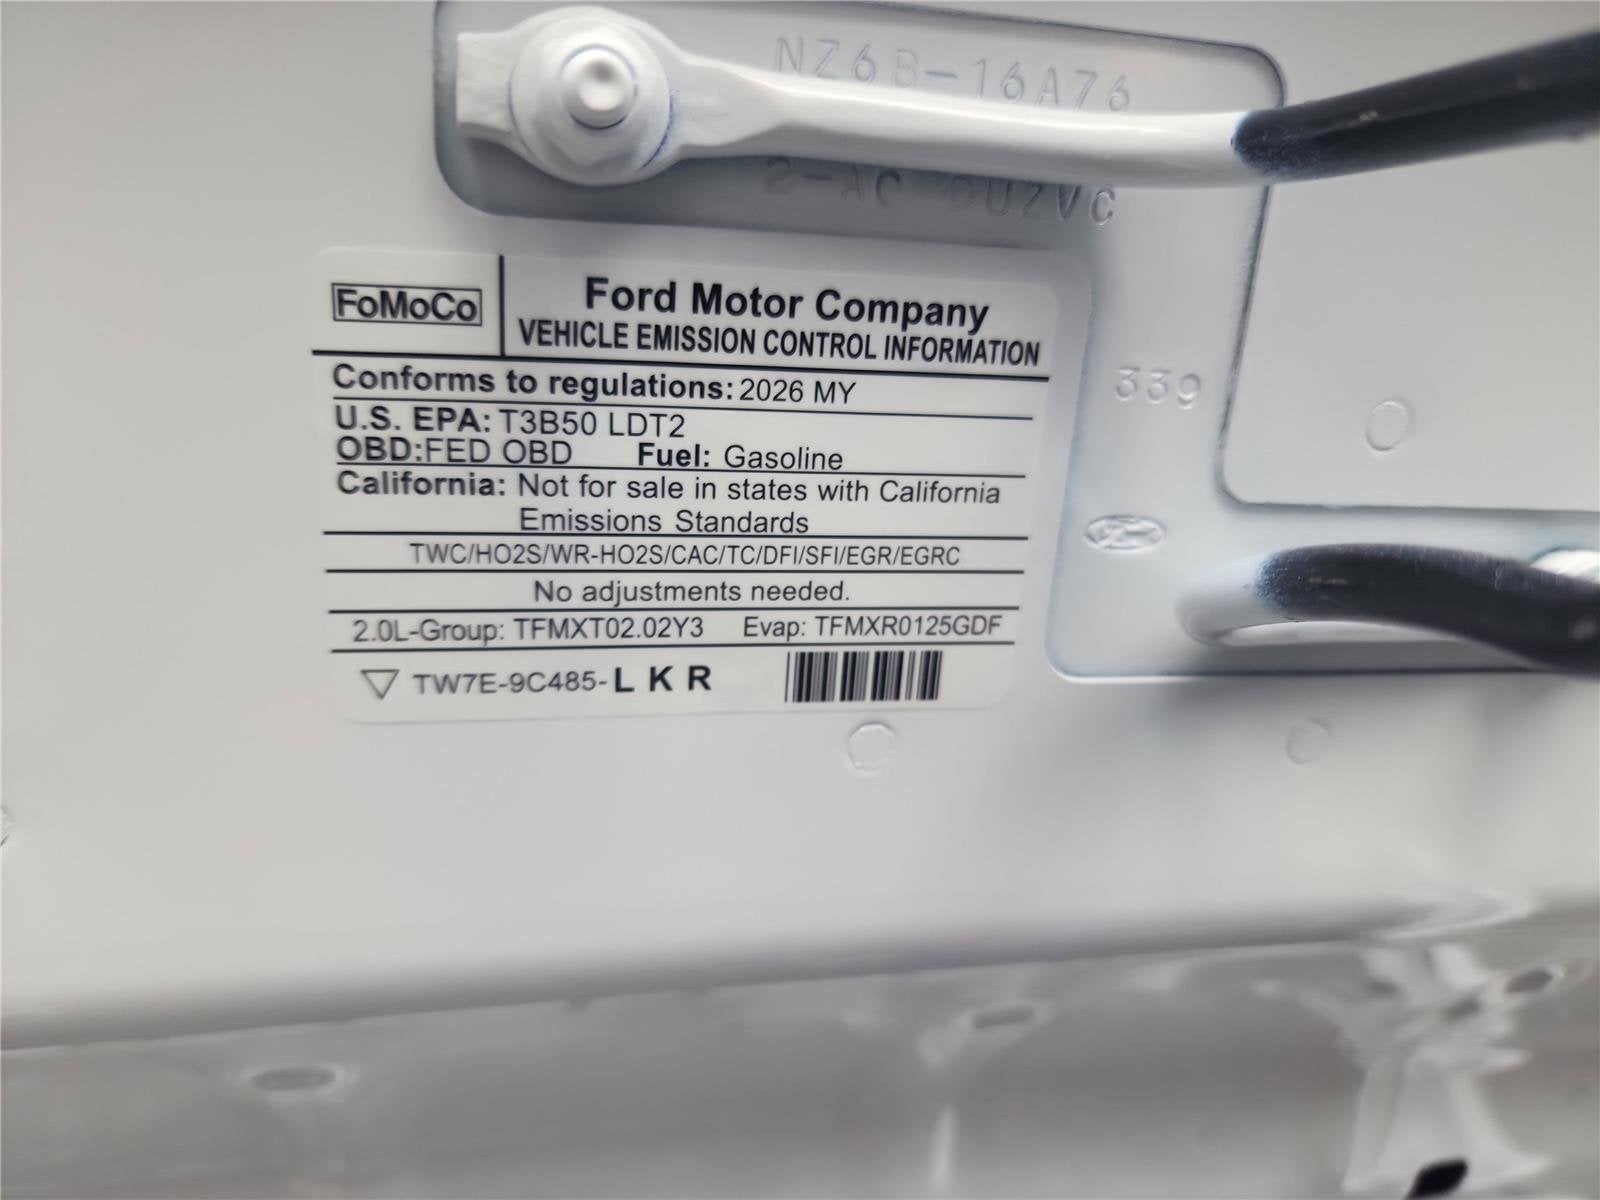 NZ6B-16A76
2-AC DU7VC
FoMoCo
Ford Motor Company
VEHICLE EMISSION CONTROL INFORMATION
Conforms to regulations: 2026 MY
U.S. EPA: T3B50 LDT2
OBD:FED OBD Fuel: Gasoline
California: Not for sale in states with California
Emissions Standards
TWC/HO2S/WR-HO2S/CAC/TC/DFI/SFI/EGR/EGRC
No adjustments needed.
2.0L-Group: TFMXT02.02Y3 Evap: TFMXR0125GDF
TW7E-9C485-L K R
339